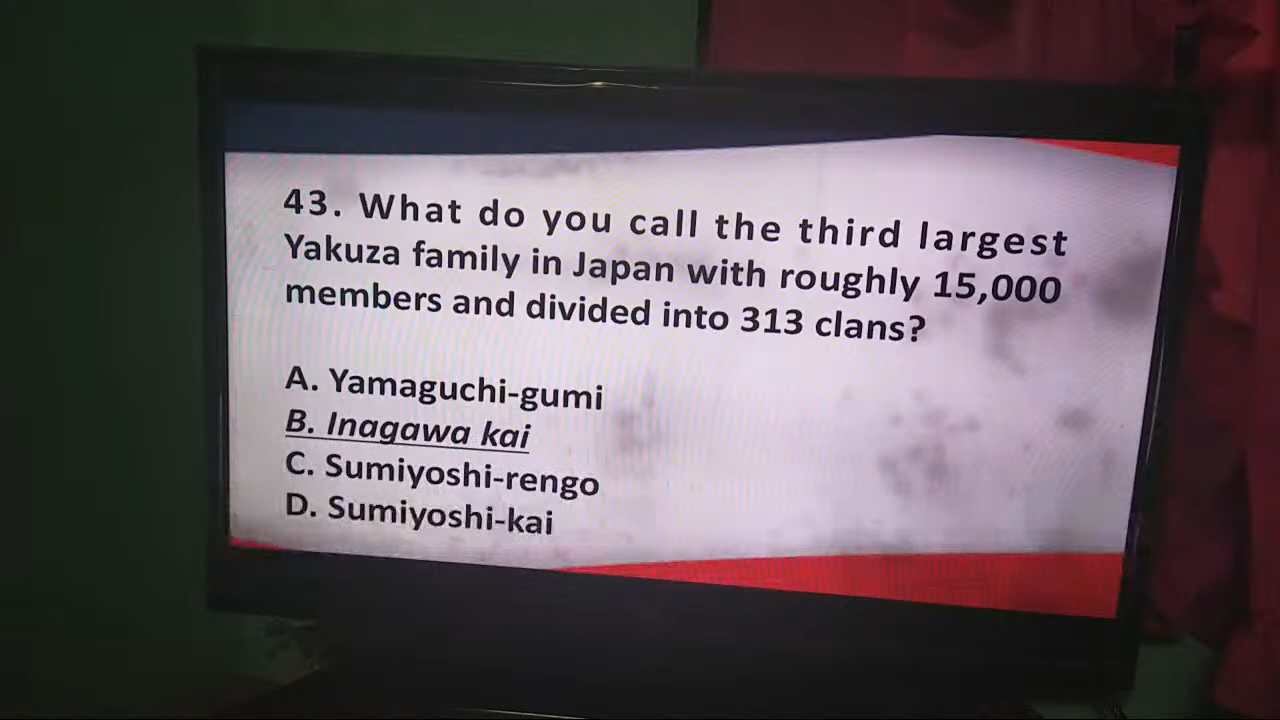 43. What do you call the third largest
Yakuza family in Japan with roughly 15,000
members and divided into 313 clans?
A. Yamaguchi-gumi
B. Inagawa kai
C. Sumiyoshi-rengo
D. Sumiyoshi-kai